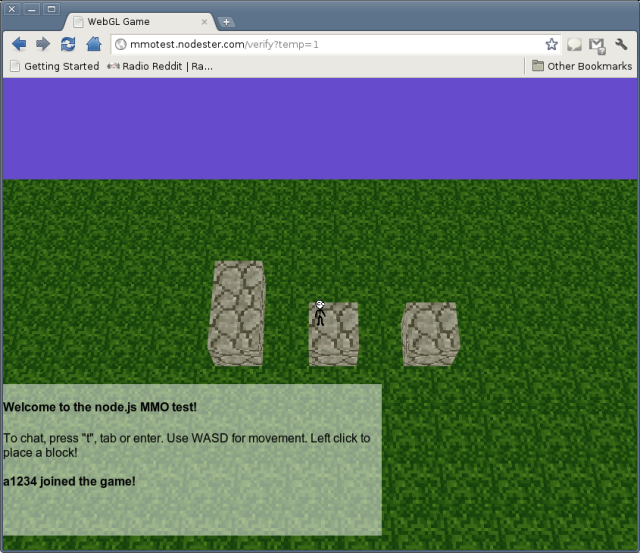 WebGL Game
mmotest.nodester.com/verify?temp=1
Getting Started Radio Reddit | Ra... Other Bookmarks
Welcome to the node.js MMO test!
To chat, press "t", tab or enter. Use WASD for movement. Left click to
place a block!
a1234 joined the game!